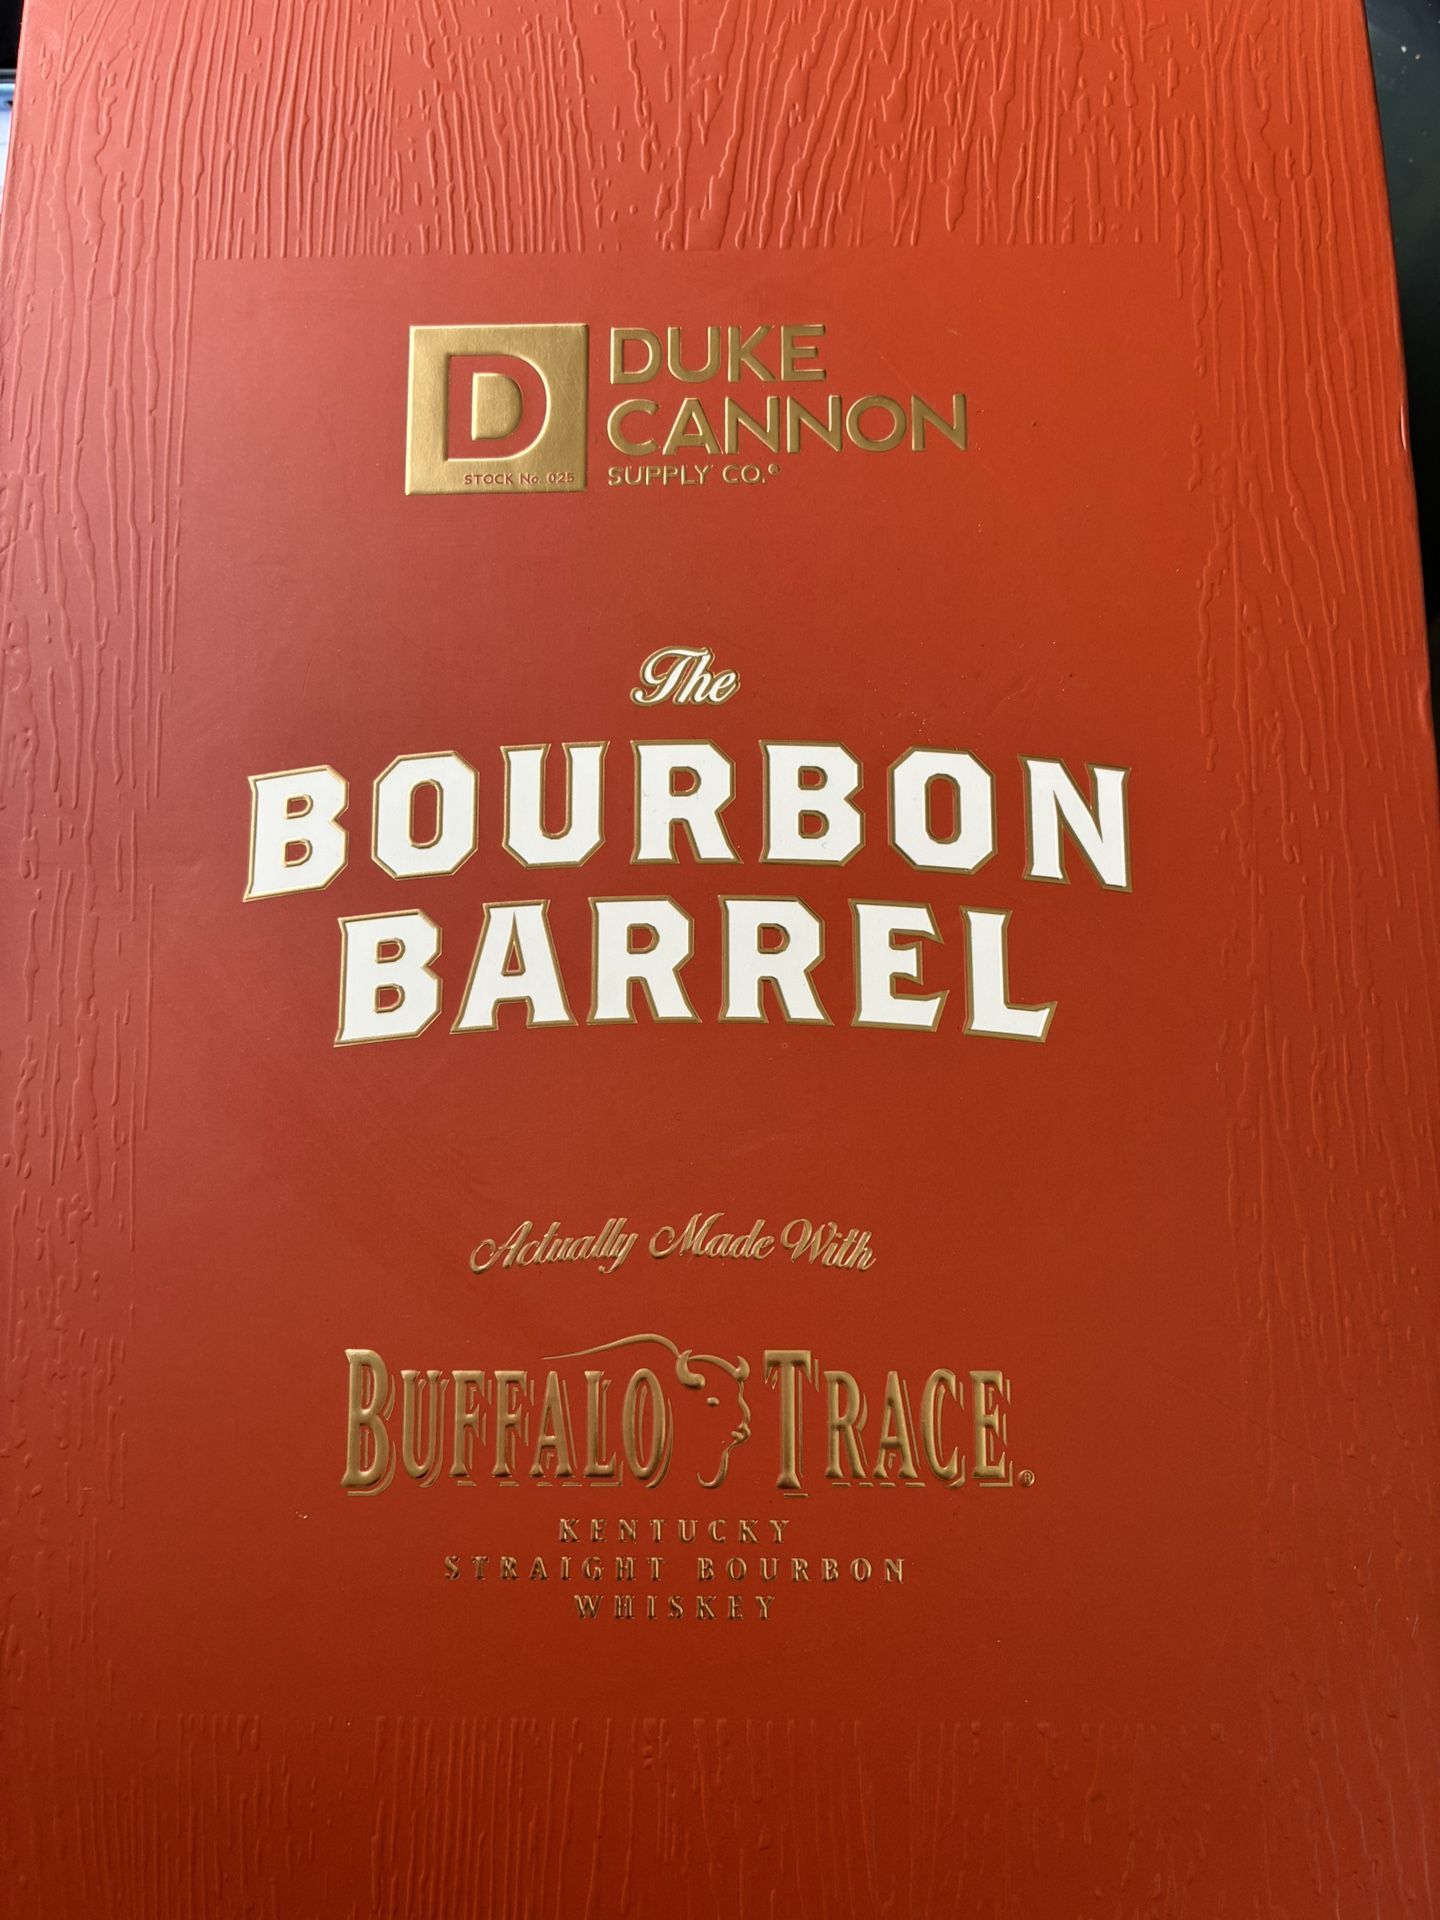 D
STOCK No. 025
DUKE
CANNON
SUPPLY CO.®
The
BOURBON
BARREL
Actually Made With
BUFFALO TRACE®
KENTUCKY
STRAIGHT BOURBON
WHISKEY